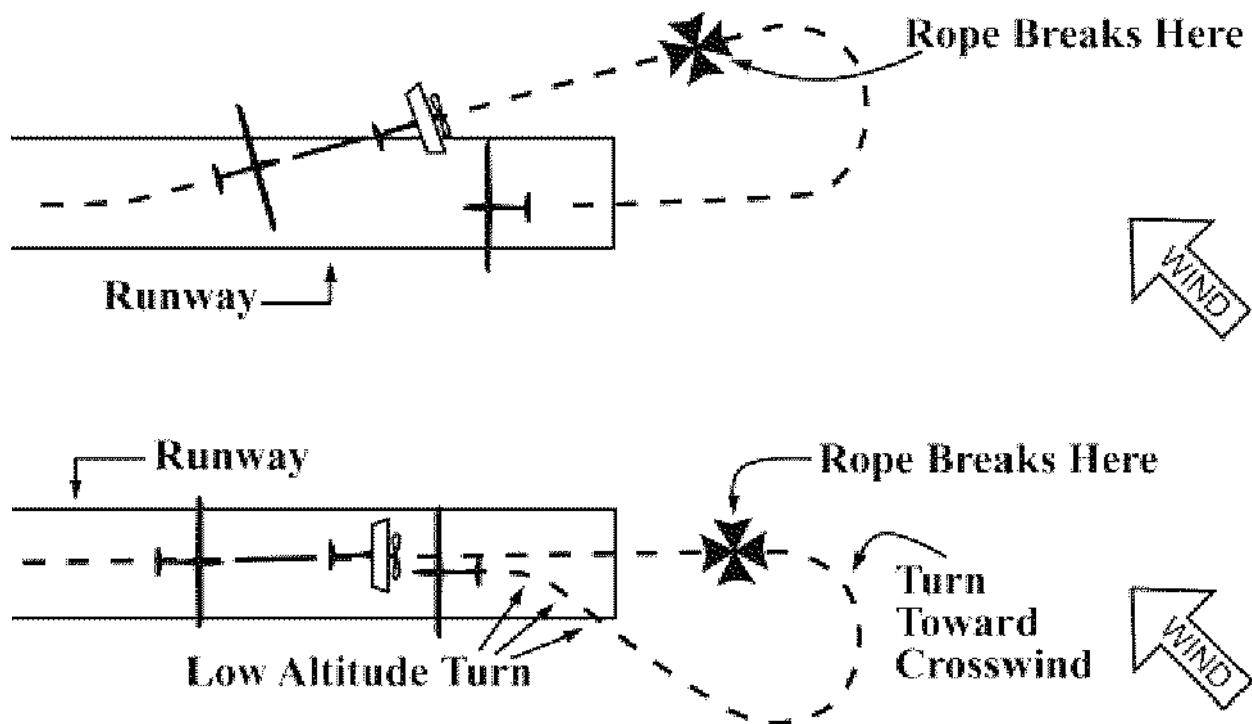 Rope Breaks Here
WIND
Runway
Runway
Rope Breaks Here
Turn
Toward
Crosswind
WIND
Low Altitude Turn